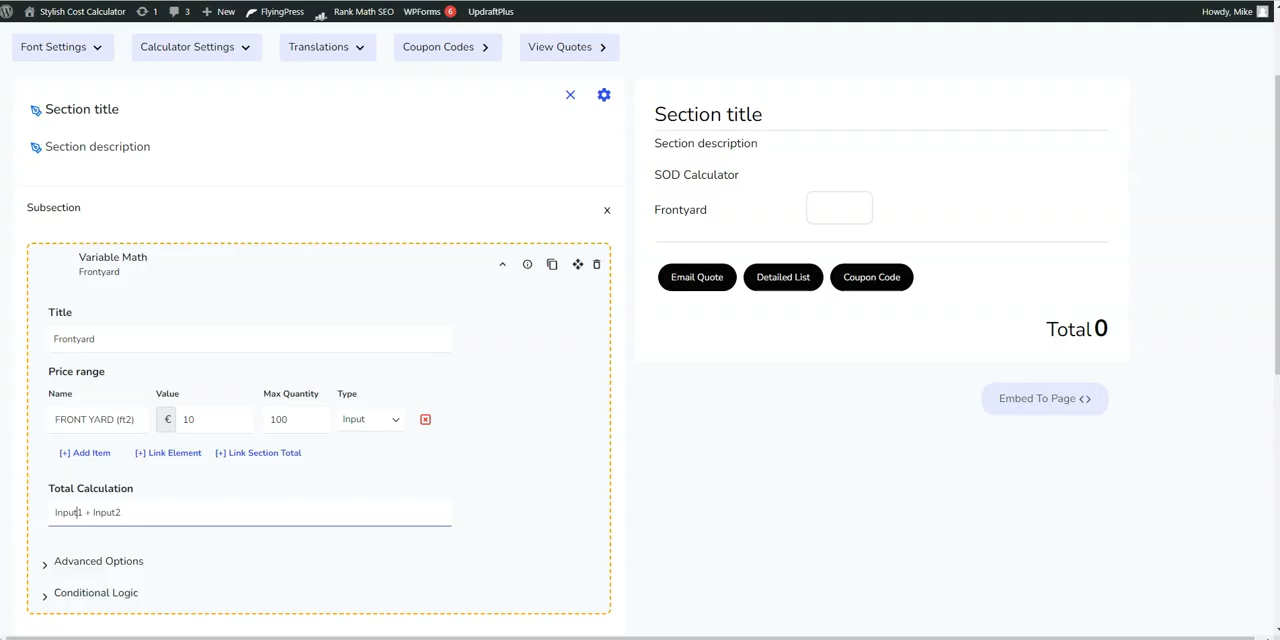 Stylish Cost Calculator 1 3 New FlyingPress Rank Math SEO WPForms 6 UpdraftPlus Howdy, Mike
Font Settings Calculator Settings Translations Coupon Codes View Quotes
Section title
Section description
Subsection x
Variable Math
Frontyard
Title
Frontyard
Price range
Name Value Max Quantity Type
FRONT YARD (ft2) € 10 100 Input
[+] Add Item [+] Link Element [+] Link Section Total
Total Calculation
Input1 + Input2
Advanced Options
Conditional Logic
Section title
Section description
SOD Calculator
Frontyard
Email Quote Detailed List Coupon Code
Total 0
Embed To Page <>